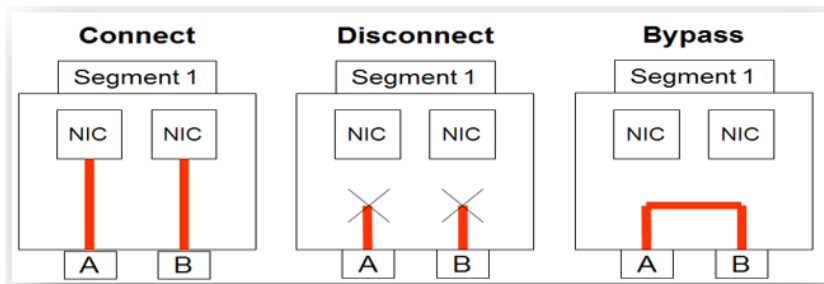 Connect
Disconnect
Bypass
Segment 1
Segment 1
Segment 1
NIC NIC
NIC NIC
NIC NIC
A B
A B
A B